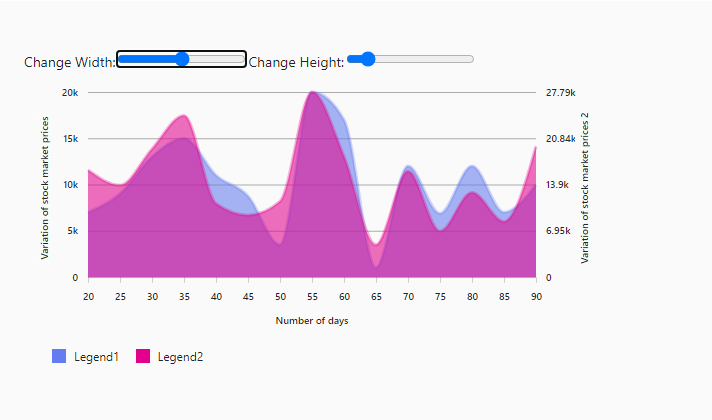 Change Width: Change Height:
Variation of stock market prices
20k
15k
10k
5k
0
27.79k
20.84k
13.9k
6.95k
0
Variation of stock market prices 2
20 25 30 35 40 45 50 55 60 65 70 75 80 85 90
Number of days
Legend1 Legend2